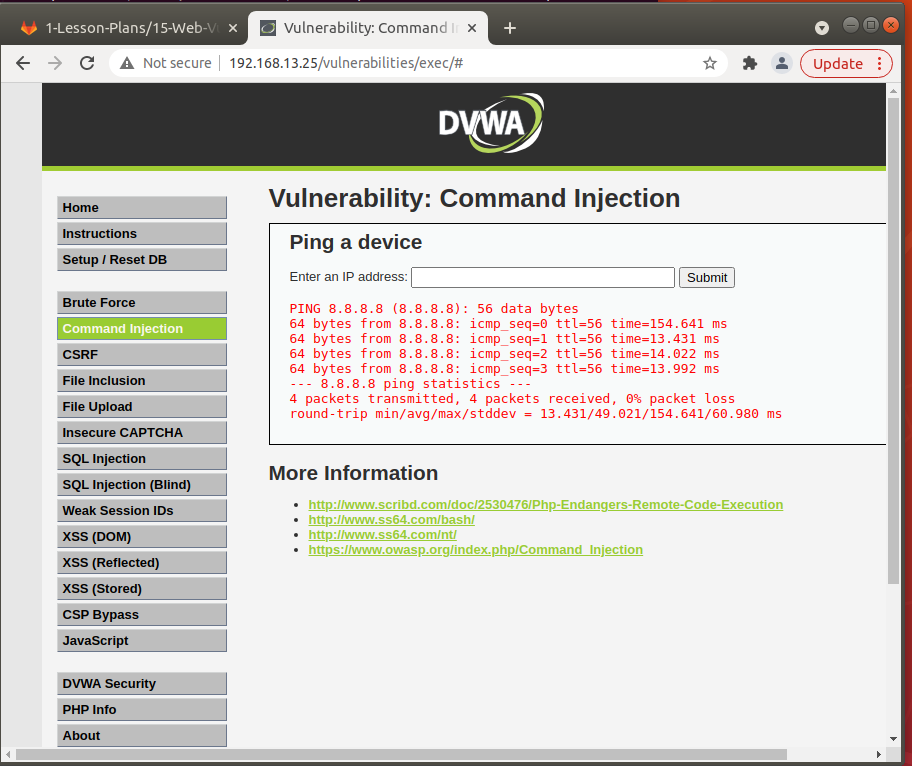 1-Lesson-Plans/15-Web-V
Vulnerability: Command I
Not secure
192.168.13.25/vulnerabilities/exec/#
Update
DVWA
Home
Instructions
Setup / Reset DB
Brute Force
Command Injection
CSRF
File Inclusion
File Upload
Insecure CAPTCHA
SQL Injection
SQL Injection (Blind)
Weak Session IDs
XSS (DOM)
XSS (Reflected)
XSS (Stored)
CSP Bypass
JavaScript
DVWA Security
PHP Info
About
Vulnerability: Command Injection
Ping a device
Enter an IP address:
Submit
PING 8.8.8.8 (8.8.8.8): 56 data bytes
64 bytes from 8.8.8.8: icmp_seq=0 ttl=56 time=154.641 ms
64 bytes from 8.8.8.8: icmp_seq=1 ttl=56 time=13.431 ms
64 bytes from 8.8.8.8: icmp_seq=2 ttl=56 time=14.022 ms
64 bytes from 8.8.8.8: icmp_seq=3 ttl=56 time=13.992 ms
--- 8.8.8.8 ping statistics ---
4 packets transmitted, 4 packets received, 0% packet loss
round-trip min/avg/max/stddev = 13.431/49.021/154.641/60.980 ms
More Information
http://www.scribd.com/doc/2530476/Php-Endangers-Remote-Code-Execution
http://www.ss64.com/bash/
http://www.ss64.com/nt/
https://www.owasp.org/index.php/Command_Injection